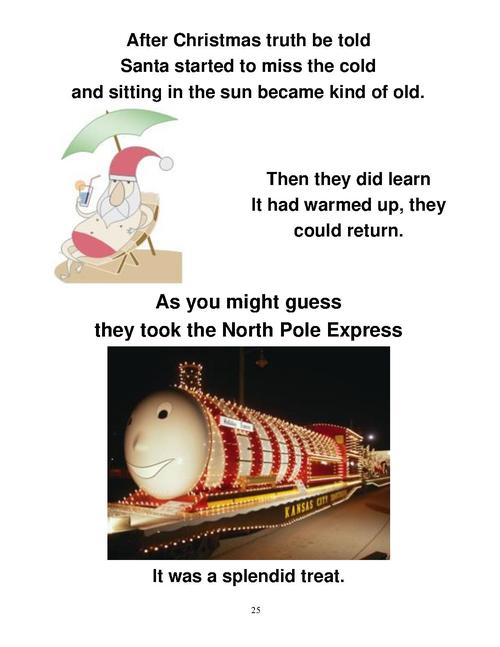 After Christmas truth be told
Santa started to miss the cold
and sitting in the sun became kind of old.
Then they did learn
It had warmed up, they
could return.
As you might guess
they took the North Pole Express
KANSAS CITY
It was a splendid treat.
25